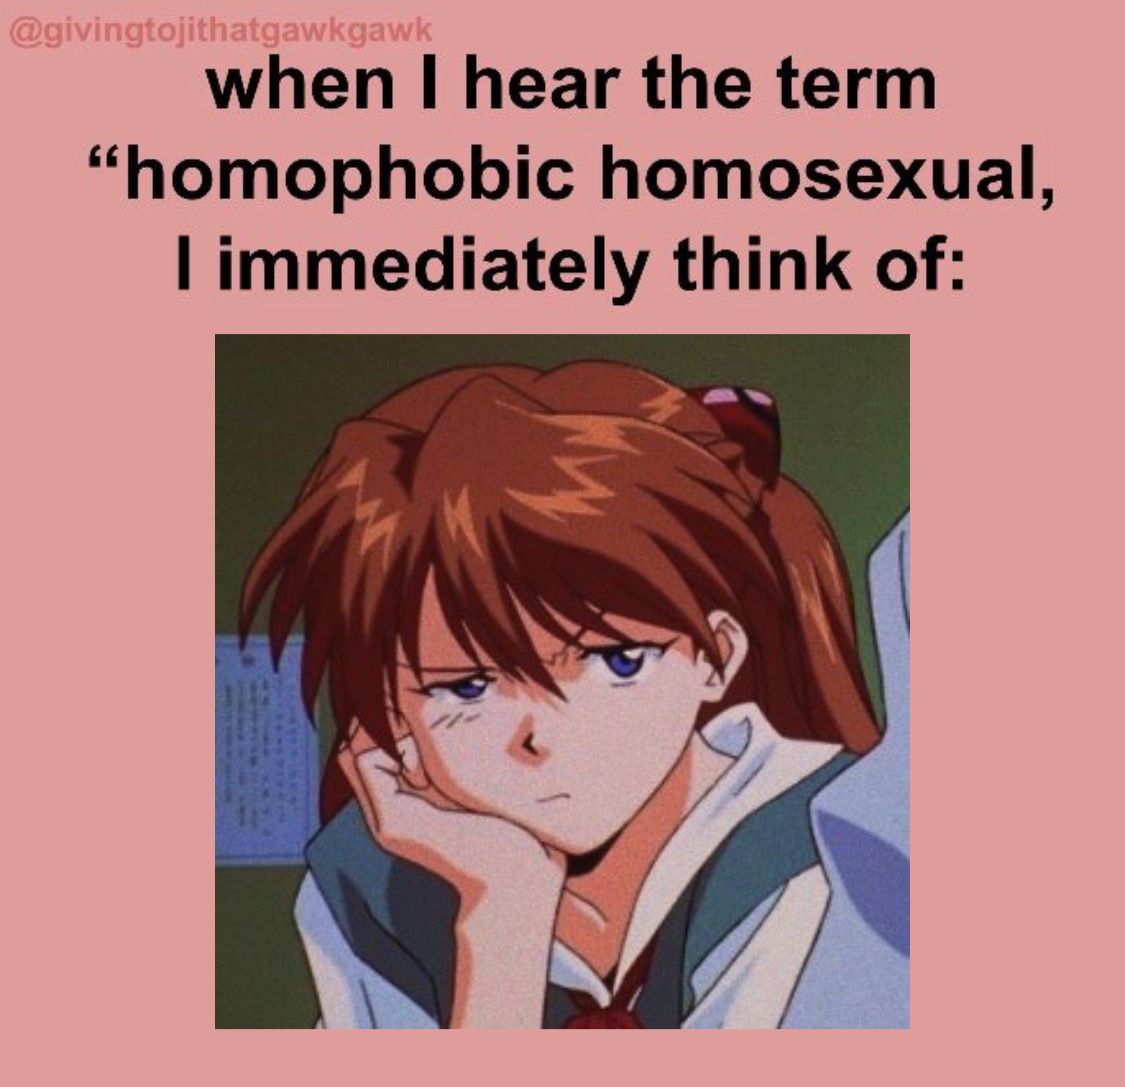 @givingtojithatgawkgawk
when I hear the term
“homophobic homosexual,
I immediately think of: